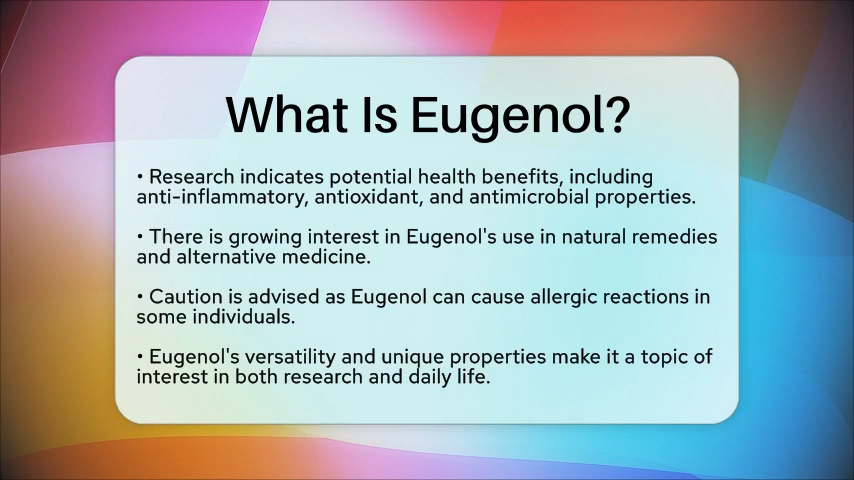 What Is Eugenol?
• Research indicates potential health benefits, including
anti-inflammatory, antioxidant, and antimicrobial properties.
• There is growing interest in Eugenol's use in natural remedies
and alternative medicine.
• Caution is advised as Eugenol can cause allergic reactions in
some individuals.
• Eugenol's versatility and unique properties make it a topic of
interest in both research and daily life.